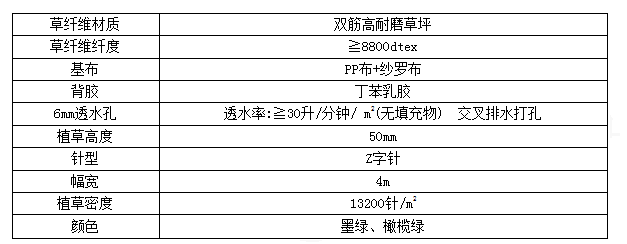 草纤维材质 双筋高耐磨草坪
草纤维纤度 ≧8800dtex
基布 PP布+纱罗布
背胶 丁苯乳胶
6mm透水孔 透水率:≧30升/分钟/ m²(无填充物) 交叉排水打孔
植草高度 50mm
针型 Z字针
幅宽 4m
植草密度 13200针/m²
颜色 墨绿、橄榄绿